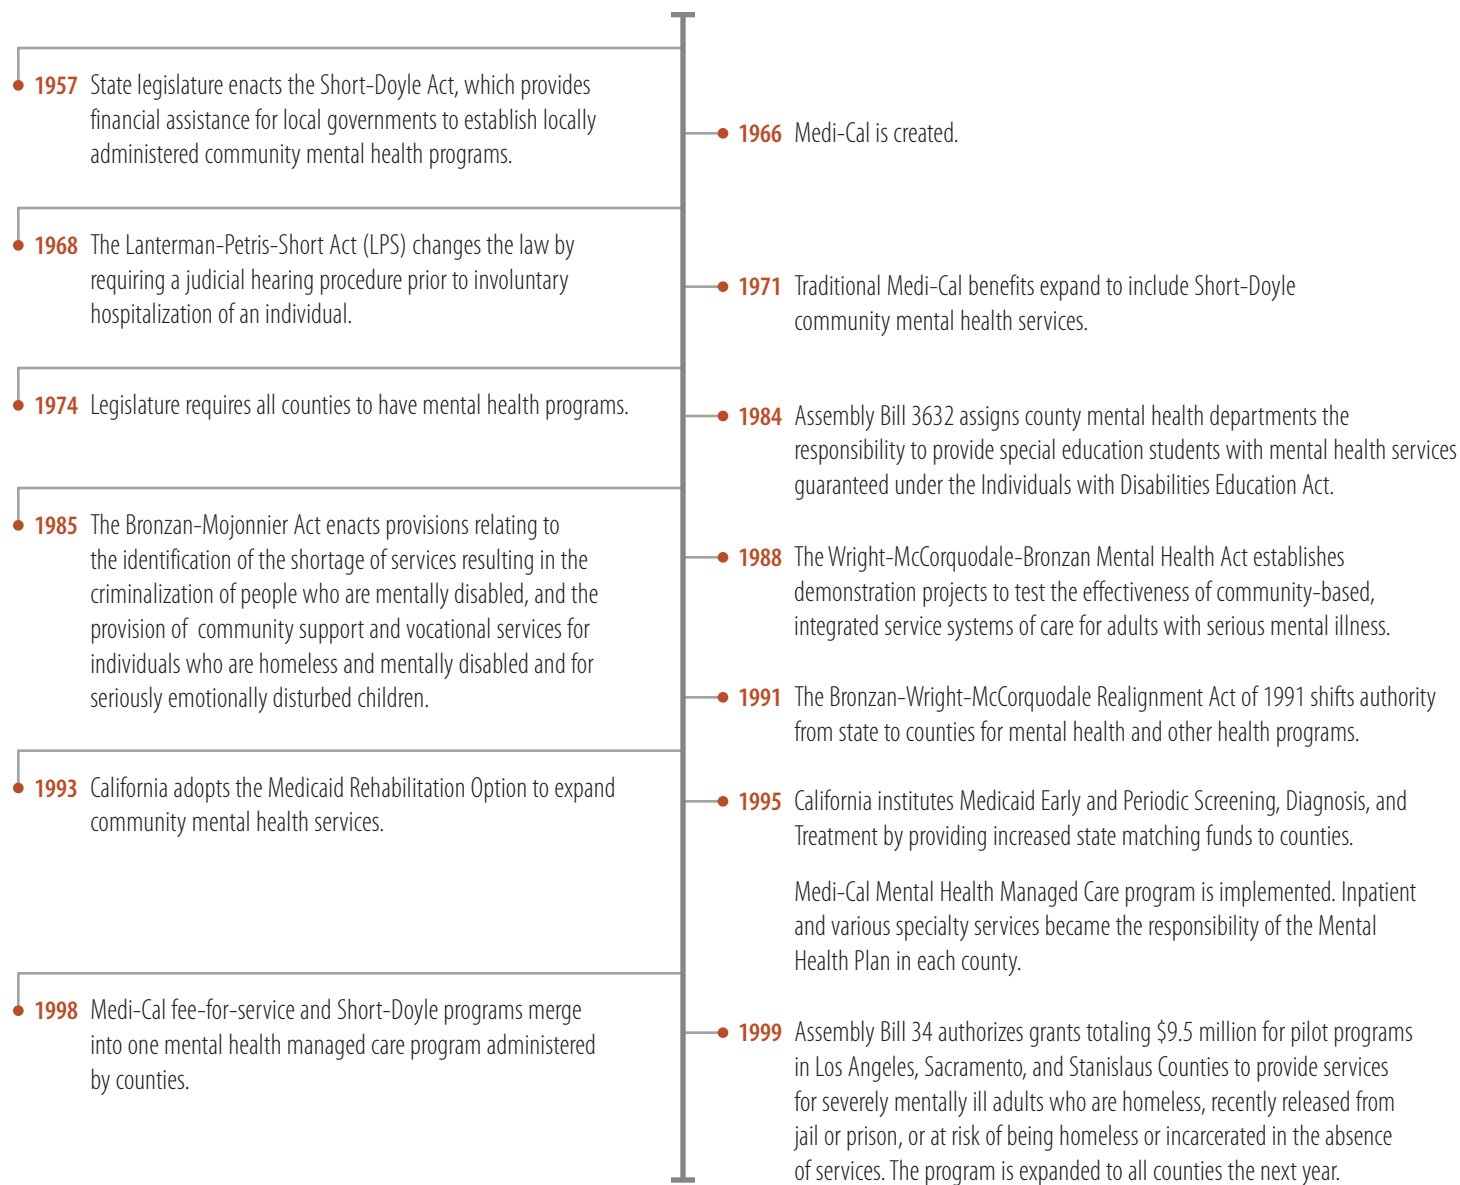 1957 State legislature enacts the Short-Doyle Act, which provides
financial assistance for local governments to establish locally
administered community mental health programs.
1966 Medi-Cal is created.
1968 The Lanterman-Petris-Short Act (LPS) changes the law by
requiring a judicial hearing procedure prior to involuntary
hospitalization of an individual.
1971 Traditional Medi-Cal benefits expand to include Short-Doyle
community mental health services.
1974 Legislature requires all counties to have mental health programs.
1984 Assembly Bill 3632 assigns county mental health departments the
responsibility to provide special education students with mental health services
guaranteed under the Individuals with Disabilities Education Act.
1985 The Bronzan-Mojonnier Act enacts provisions relating to
the identification of the shortage of services resulting in the
criminalization of people who are mentally disabled, and the
provision of community support and vocational services for
individuals who are homeless and mentally disabled and for
seriously emotionally disturbed children.
1988 The Wright-McCorquodale-Bronzan Mental Health Act establishes
demonstration projects to test the effectiveness of community-based,
integrated service systems of care for adults with serious mental illness.
1991 The Bronzan-Wright-McCorquodale Realignment Act of 1991 shifts authority
from state to counties for mental health and other health programs.
1993 California adopts the Medicaid Rehabilitation Option to expand
community mental health services.
1995 California institutes Medicaid Early and Periodic Screening, Diagnosis, and
Treatment by providing increased state matching funds to counties.
Medi-Cal Mental Health Managed Care program is implemented. Inpatient
and various specialty services became the responsibility of the Mental
Health Plan in each county.
1998 Medi-Cal fee-for-service and Short-Doyle programs merge
into one mental health managed care program administered
by counties.
1999 Assembly Bill 34 authorizes grants totaling $9.5 million for pilot programs
in Los Angeles, Sacramento, and Stanislaus Counties to provide services
for severely mentally ill adults who are homeless, recently released from
jail or prison, or at risk of being homeless or incarcerated in the absence
of services. The program is expanded to all counties the next year.